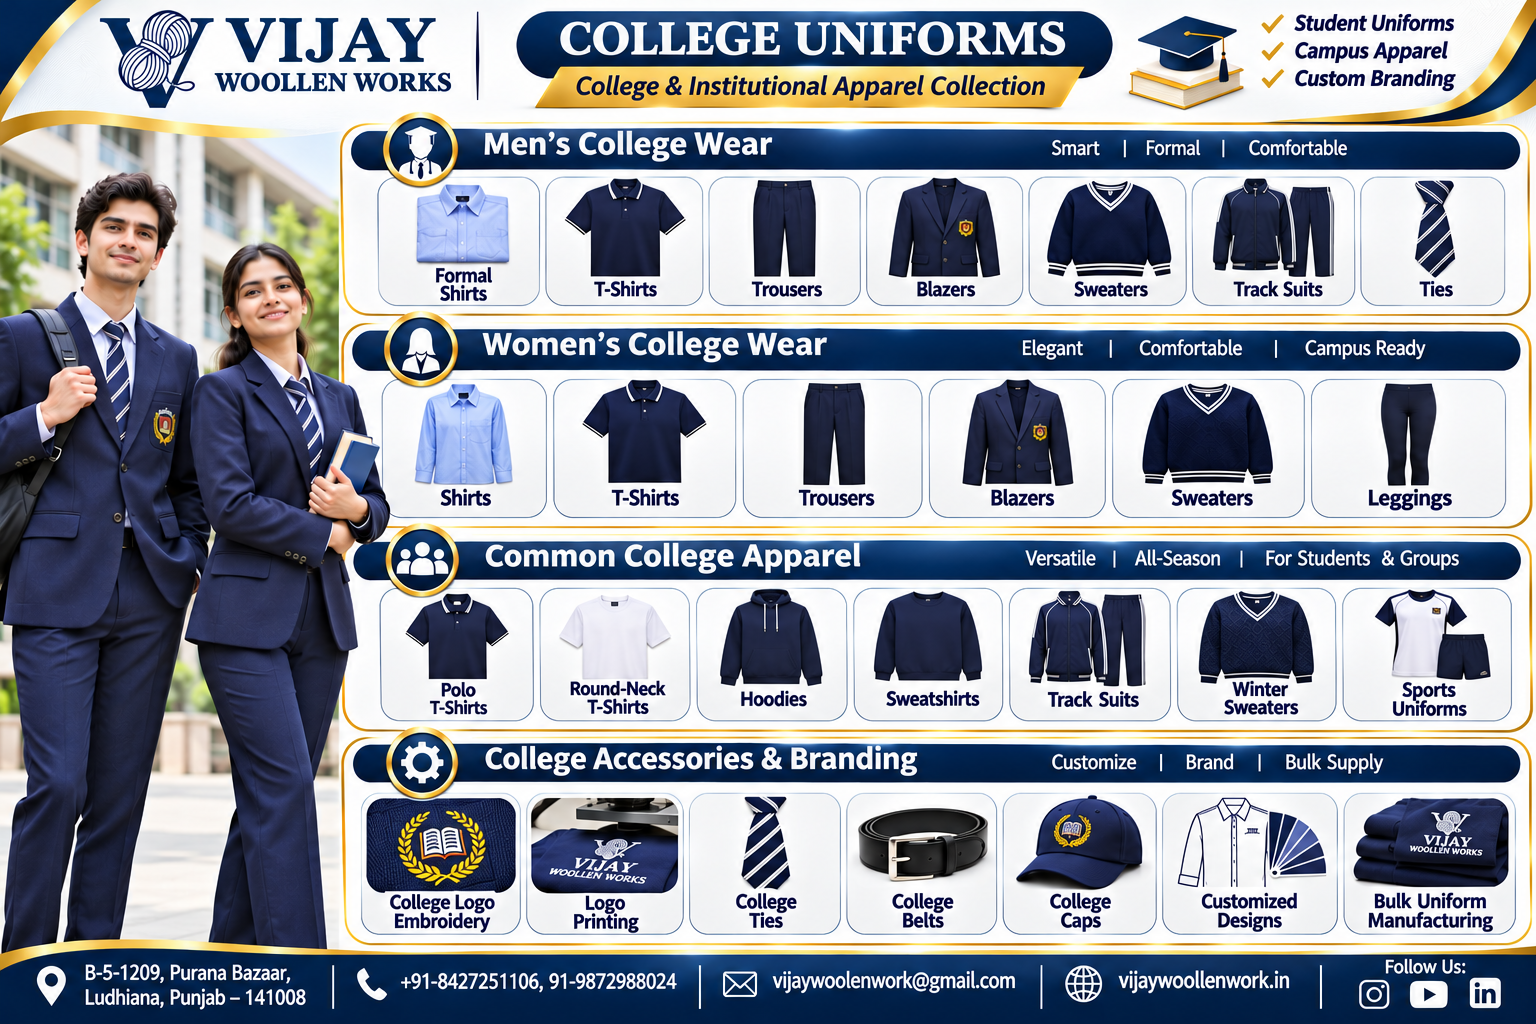 VIJAY
WOOLLEN WORKS
COLLEGE UNIFORMS
College & Institutional Apparel Collection
Student Uniforms
Campus Apparel
Custom Branding
Men's College Wear
Smart | Formal | Comfortable
Formal
Shirts
T-Shirts
Trousers
Blazers
Sweaters
Track Suits
Ties
Women's College Wear
Elegant | Comfortable | Campus Ready
Shirts
T-Shirts
Trousers
Blazers
Sweaters
Leggings
Common College Apparel
Versatile | All-Season | For Students & Groups
Polo
T-Shirts
Round-Neck
T-Shirts
Hoodies
Sweatshirts
Track Suits
Winter
Sweaters
Sports
Uniforms
College Accessories & Branding
Customize | Brand | Bulk Supply
College Logo
Embroidery
VIJAY
WOOLLEN WORKS
Logo
Printing
College
Ties
College
Belts
College
Caps
Customized
Designs
VIJAY
WOOLLEN WORKS
Bulk Uniform
Manufacturing
B-5-1209, Purana Bazaar,
Ludhiana, Punjab – 141008
+91-8427251106, 91-9872988024
vijaywoolenwork@gmail.com
vijaywoollenwork.in
Follow Us:
in